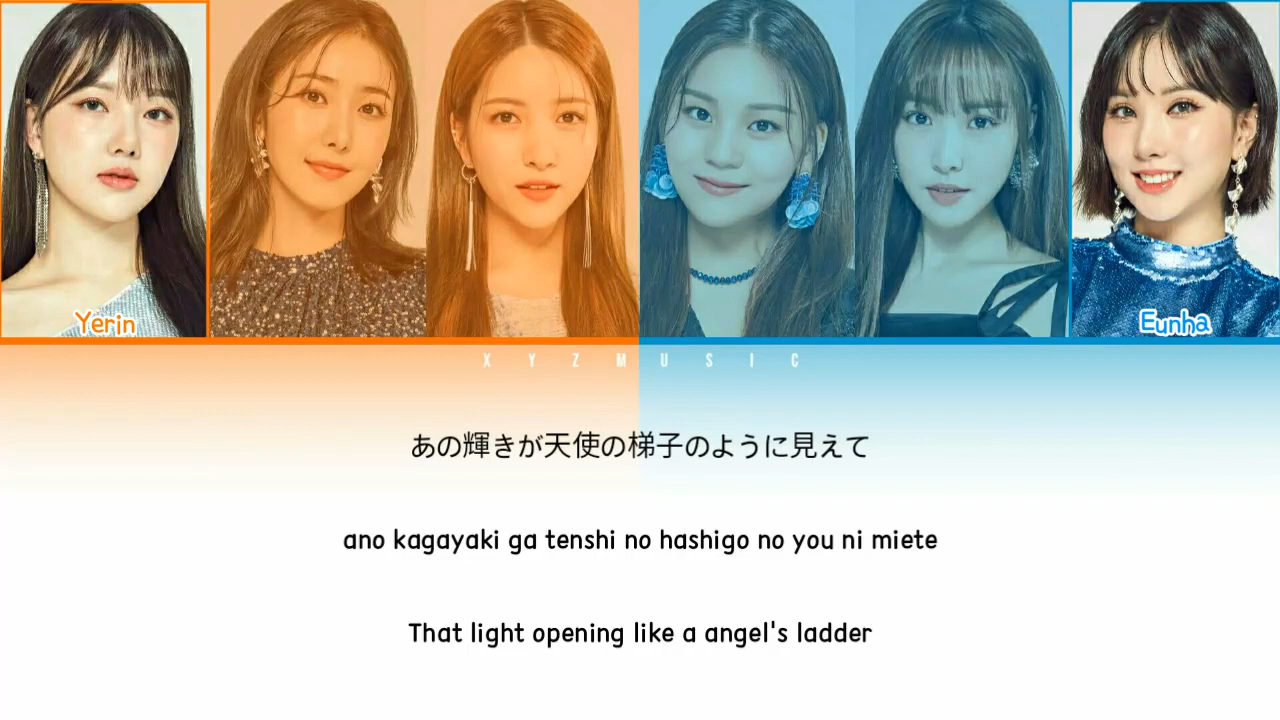 Yerin
Eunha
XYZMUSIC
あの輝きが天使の梯子のように見えて
ano kagayaki ga tenshi no hashigo no you ni miete
That light opening like a angel's ladder